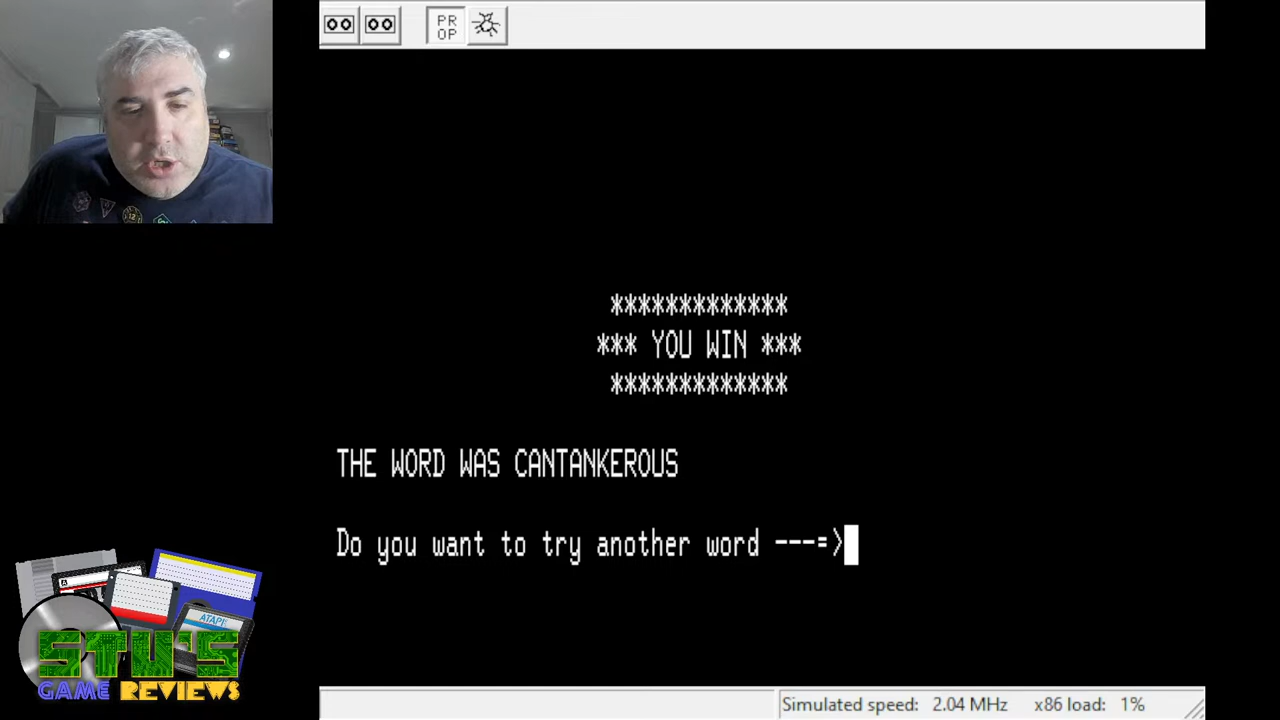 PR
OP
*************
*** YOU WIN ***
*************
THE WORD WAS CANTANKEROUS
Do you want to try another word ---=>
ATARI
STU'S
GAME REVIEWS
Simulated speed: 2.04 MHz x86 load: 1%